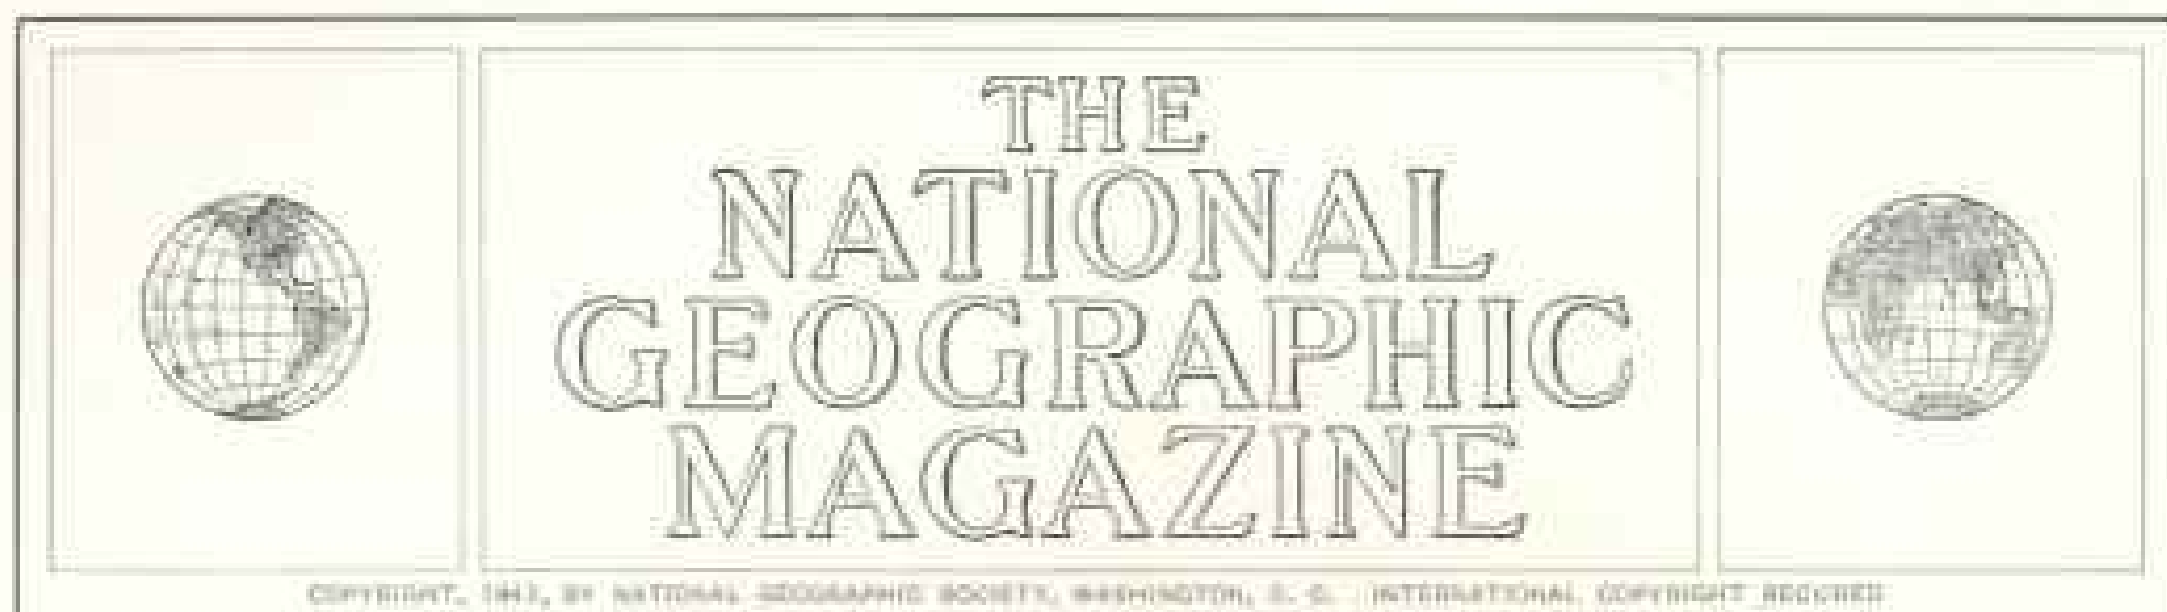 THE
NATIONAL
GEOGRAPHIC
MAGAZINE
COPYRIGHT, BY NATIONAL GEOGRAPHIC SOCIETY, WASHINGTON, D. C. INTERNATIONAL COPYRIGHT SECURED